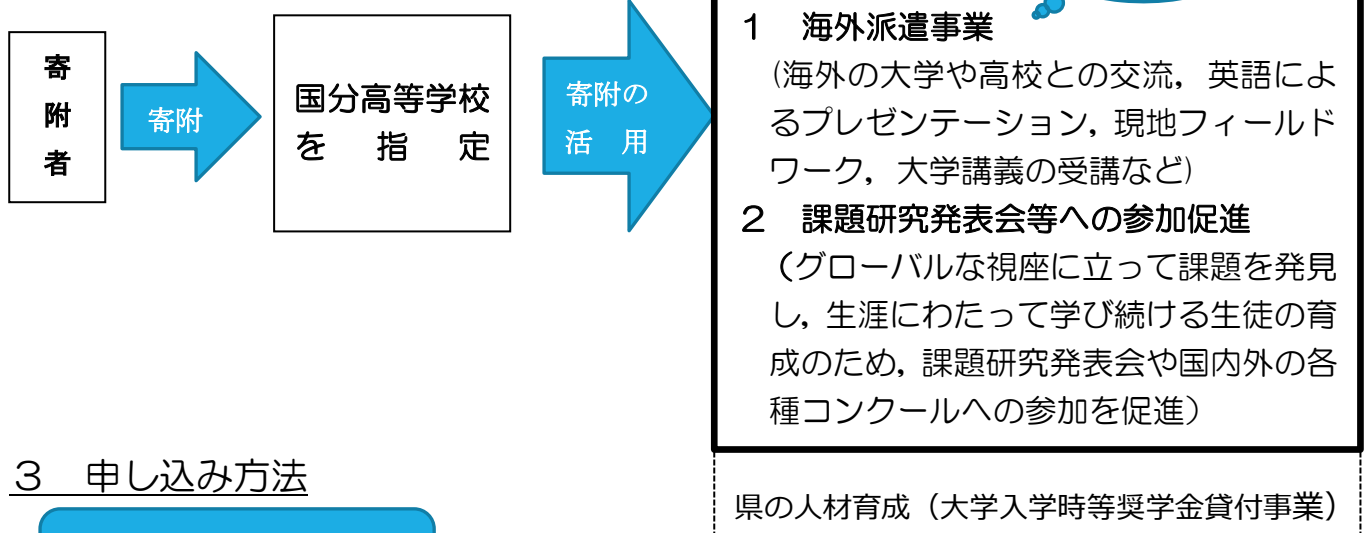 寄附者
寄附
国分高等学校
を 指 定
寄附の
活 用
１ 海外派遣事業
(海外の大学や高校との交流，英語によ
るプレゼンテーション，現地フィールド
ワーク，大学講義の受講など)
２ 課題研究発表会等への参加促進
（グローバルな視座に立って課題を発見
し，生涯にわたって学び続ける生徒の育
成のため，課題研究発表会や国内外の各
種コンクールへの参加を促進）
県の人材育成（大学入学時等奨学金貸付事業）
３ 申し込み方法